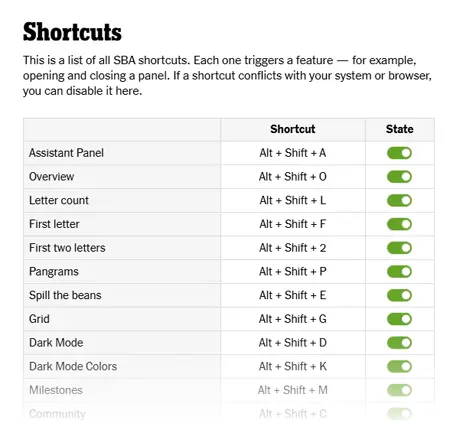 Shortcuts
This is a list of all SBA shortcuts. Each one triggers a feature — for example,
opening and closing a panel. If a shortcut conflicts with your system or browser,
you can disable it here.
Shortcut State
Assistant Panel Alt + Shift + A
Overview Alt + Shift + O
Letter count Alt + Shift + L
First letter Alt + Shift + F
First two letters Alt + Shift + 2
Pangrams Alt + Shift + P
Spill the beans Alt + Shift + E
Grid Alt + Shift + G
Dark Mode Alt + Shift + D
Dark Mode Colors Alt + Shift + K
Milestones Alt + Shift + M
Community Alt + Shift + C